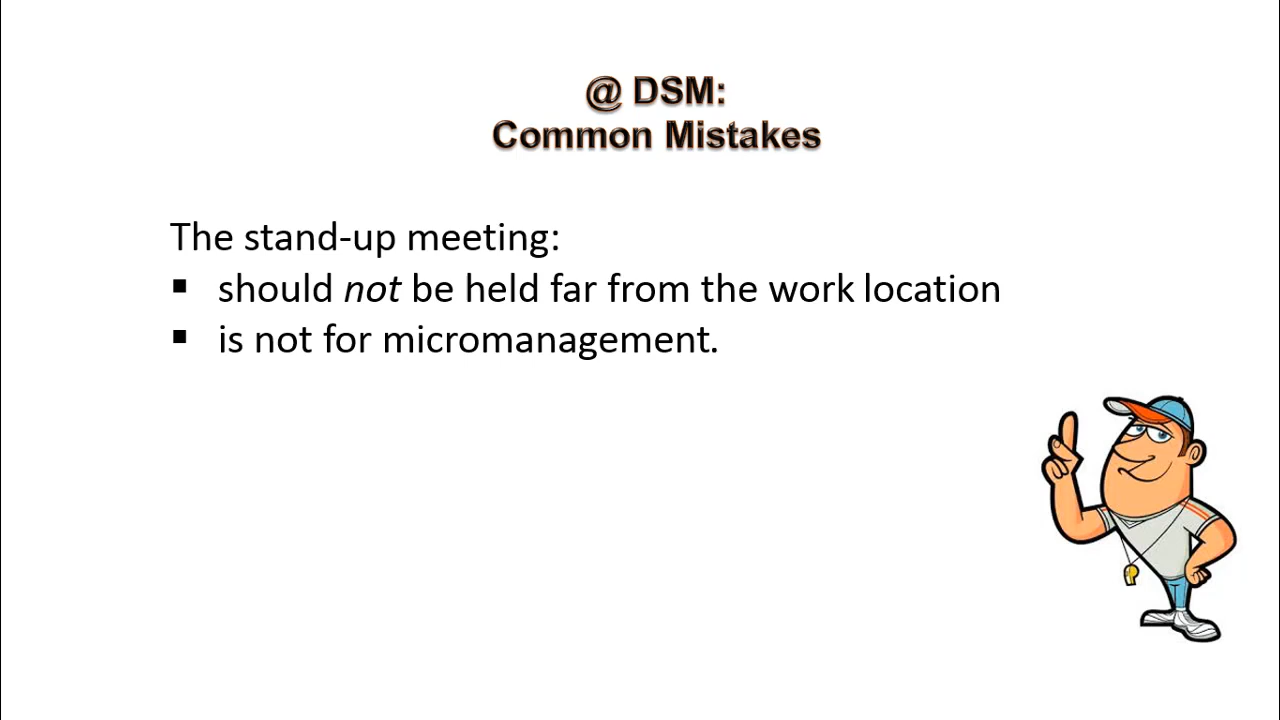 @ DSM:
Common Mistakes
The stand-up meeting:
▪ should not be held far from the work location
▪ is not for micromanagement.